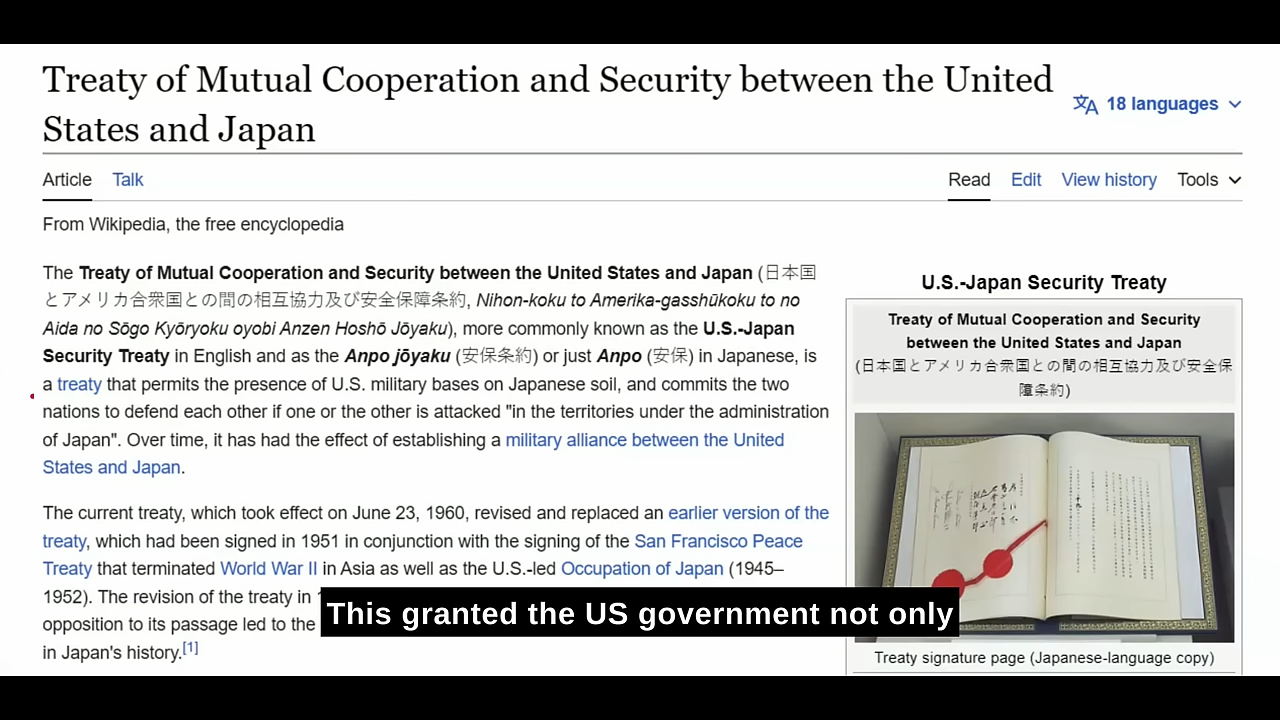 Treaty of Mutual Cooperation and Security between the United
States and Japan
18 languages
Article Talk
Read Edit View history Tools
From Wikipedia, the free encyclopedia
The Treaty of Mutual Cooperation and Security between the United States and Japan (日本国
とアメリカ合衆国との間の相互協力及び安全保障条約, Nihon-koku to Amerika-gasshūkoku to no
Aida no Sōgo Kyōryoku oyobi Anzen Hoshō Jōyaku), more commonly known as the U.S.-Japan
Security Treaty in English and as the Anpo jōyaku (安保条約) or just Anpo (安保) in Japanese, is
a treaty that permits the presence of U.S. military bases on Japanese soil, and commits the two
nations to defend each other if one or the other is attacked "in the territories under the administration
of Japan". Over time, it has had the effect of establishing a military alliance between the United
States and Japan.
The current treaty, which took effect on June 23, 1960, revised and replaced an earlier version of the
treaty, which had been signed in 1951 in conjunction with the signing of the San Francisco Peace
Treaty that terminated World War II in Asia as well as the U.S.-led Occupation of Japan (1945–
1952). The revision of the treaty in
opposition to its passage led to the
in Japan's history.[1]
U.S.-Japan Security Treaty
Treaty of Mutual Cooperation and Security
between the United States and Japan
(日本国とアメリカ合衆国との間の相互協力及び安全保
障条約)
Treaty signature page (Japanese-language copy)
This granted the US government not only